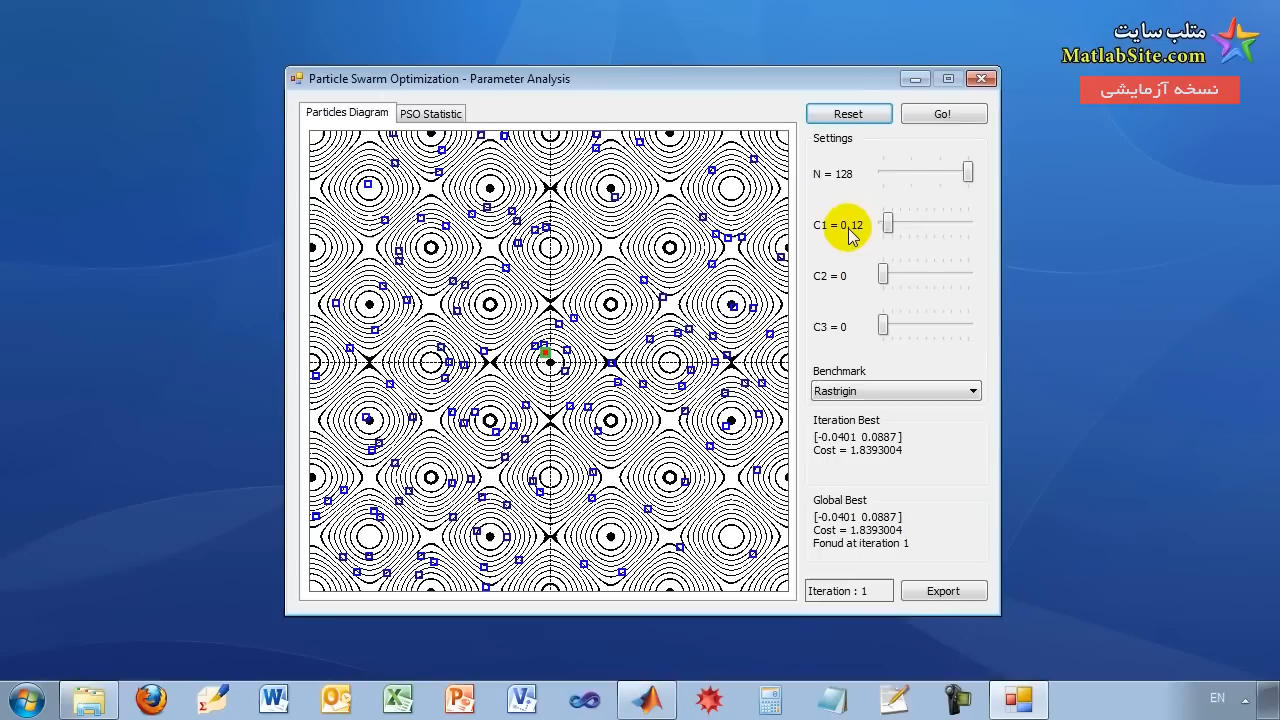 متلب سایت
MatlabSite.com
نسخه آزمایشی
Particle Swarm Optimization - Parameter Analysis
Particles Diagram
PSO Statistic
Reset
Go!
Settings
N = 128
C1 = 0,12
C2 = 0
C3 = 0
Benchmark
Rastrigin
Iteration Best
[-0.0401 0.0887 ]
Cost = 1.8393004
Global Best
[-0.0401 0.0887 ]
Cost = 1.8393004
Fonud at iteration 1
Iteration : 1
Export
EN